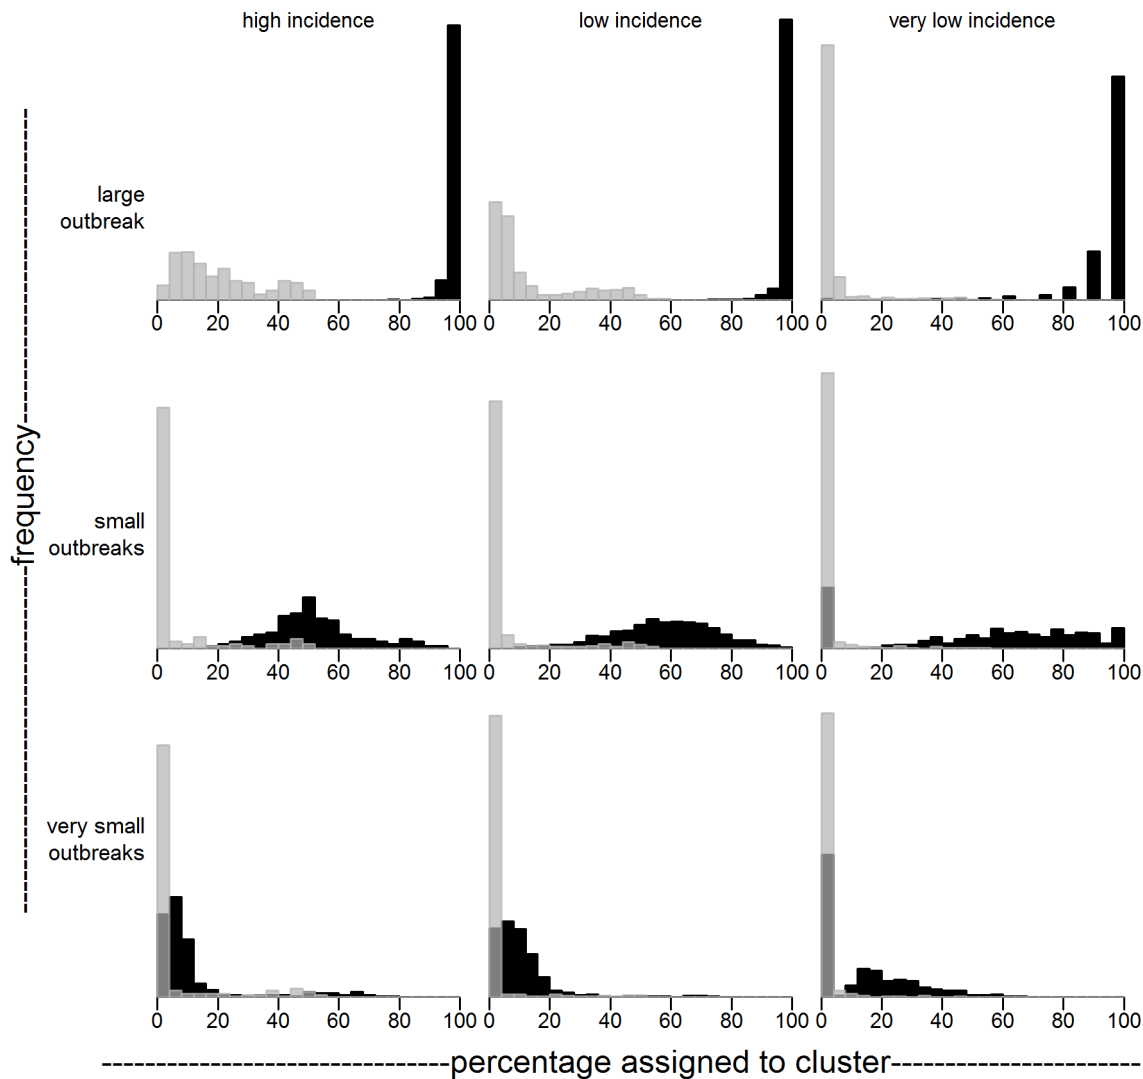 high incidence low incidence very low incidence
large
outbreak
0 20 40 60 80 100 0 20 40 60 80 100 0 20 40 60 80 100
small
outbreaks
0 20 40 60 80 100 0 20 40 60 80 100 0 20 40 60 80 100
very small
outbreaks
0 20 40 60 80 100 0 20 40 60 80 100 0 20 40 60 80 100
frequency
percentage assigned to cluster